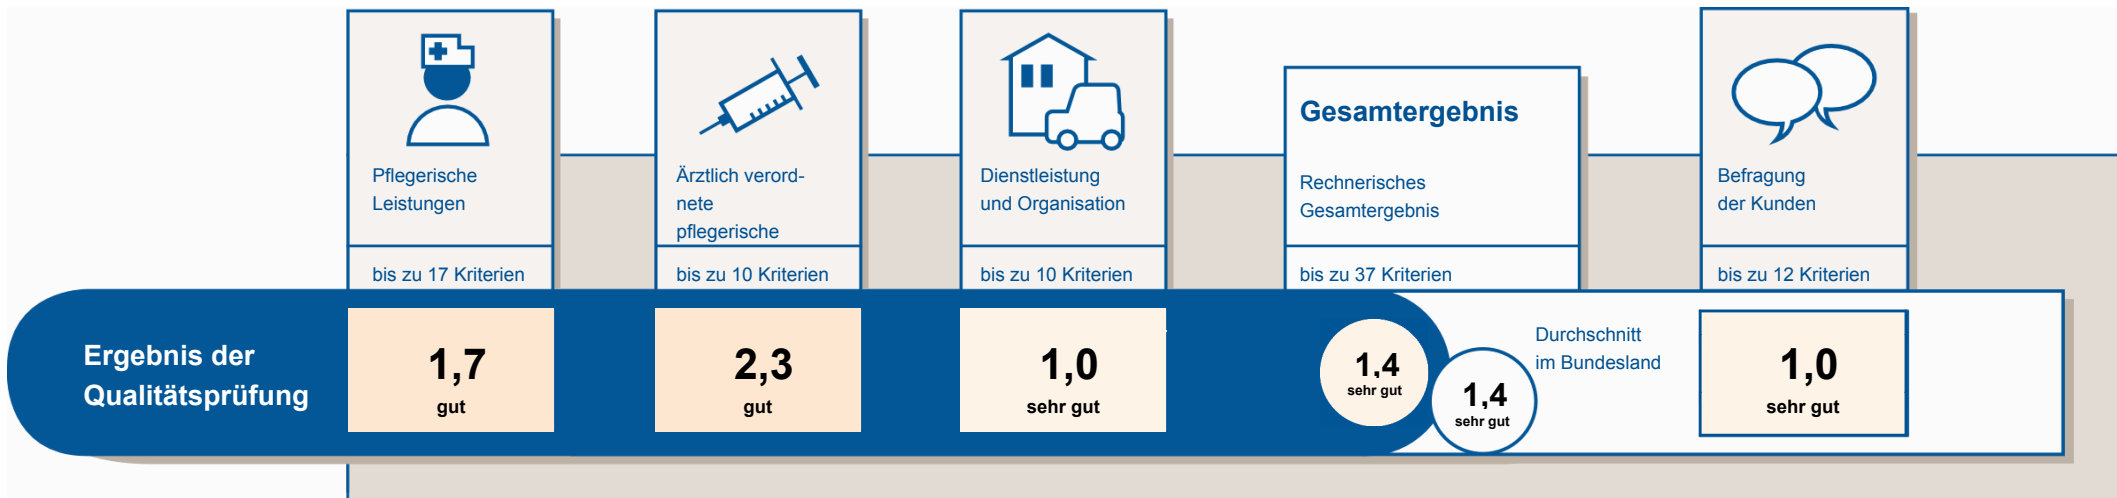 Pflegerische
Leistungen
bis zu 17 Kriterien
Ärztlich verord-
nete
pflegerische
bis zu 10 Kriterien
Dienstleistung
und Organisation
bis zu 10 Kriterien
Gesamtergebnis
Rechnerisches
Gesamtergebnis
bis zu 37 Kriterien
Befragung
der Kunden
bis zu 12 Kriterien
Ergebnis der
Qualitätsprüfung
1,7
gut
2,3
gut
1,0
sehr gut
1,4
sehr gut
1,4
sehr gut
Durchschnitt
im Bundesland
1,0
sehr gut